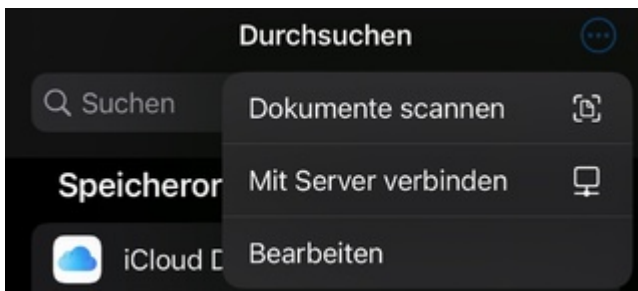 Durchsuchen
Suchen
Dokumente scannen
Mit Server verbinden
Speicheror
Bearbeiten
iCloud D